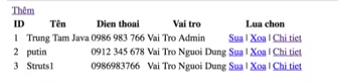 Thêm
ID Tên Dien thoai Vai tro Lua chon
1 Trung Tam Java 0986 983 766 Vai Tro Admin Sua | Xoa | Chi tiet
2 putin 0912 345 678 Vai Tro Nguoi Dung Sua | Xoa | Chi tiet
3 Struts1 0986983766 Vai Tro Nguoi Dung Sua | Xoa | Chi tiet